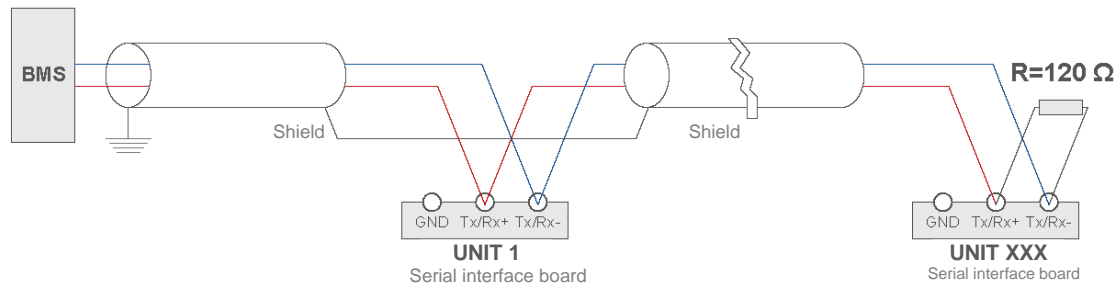 BMS
R=120 Ω
Shield
Shield
GND Tx/Rx+ Tx/Rx-
GND Tx/Rx+ Tx/Rx-
UNIT 1
UNIT XXX
Serial interface board
Serial interface board